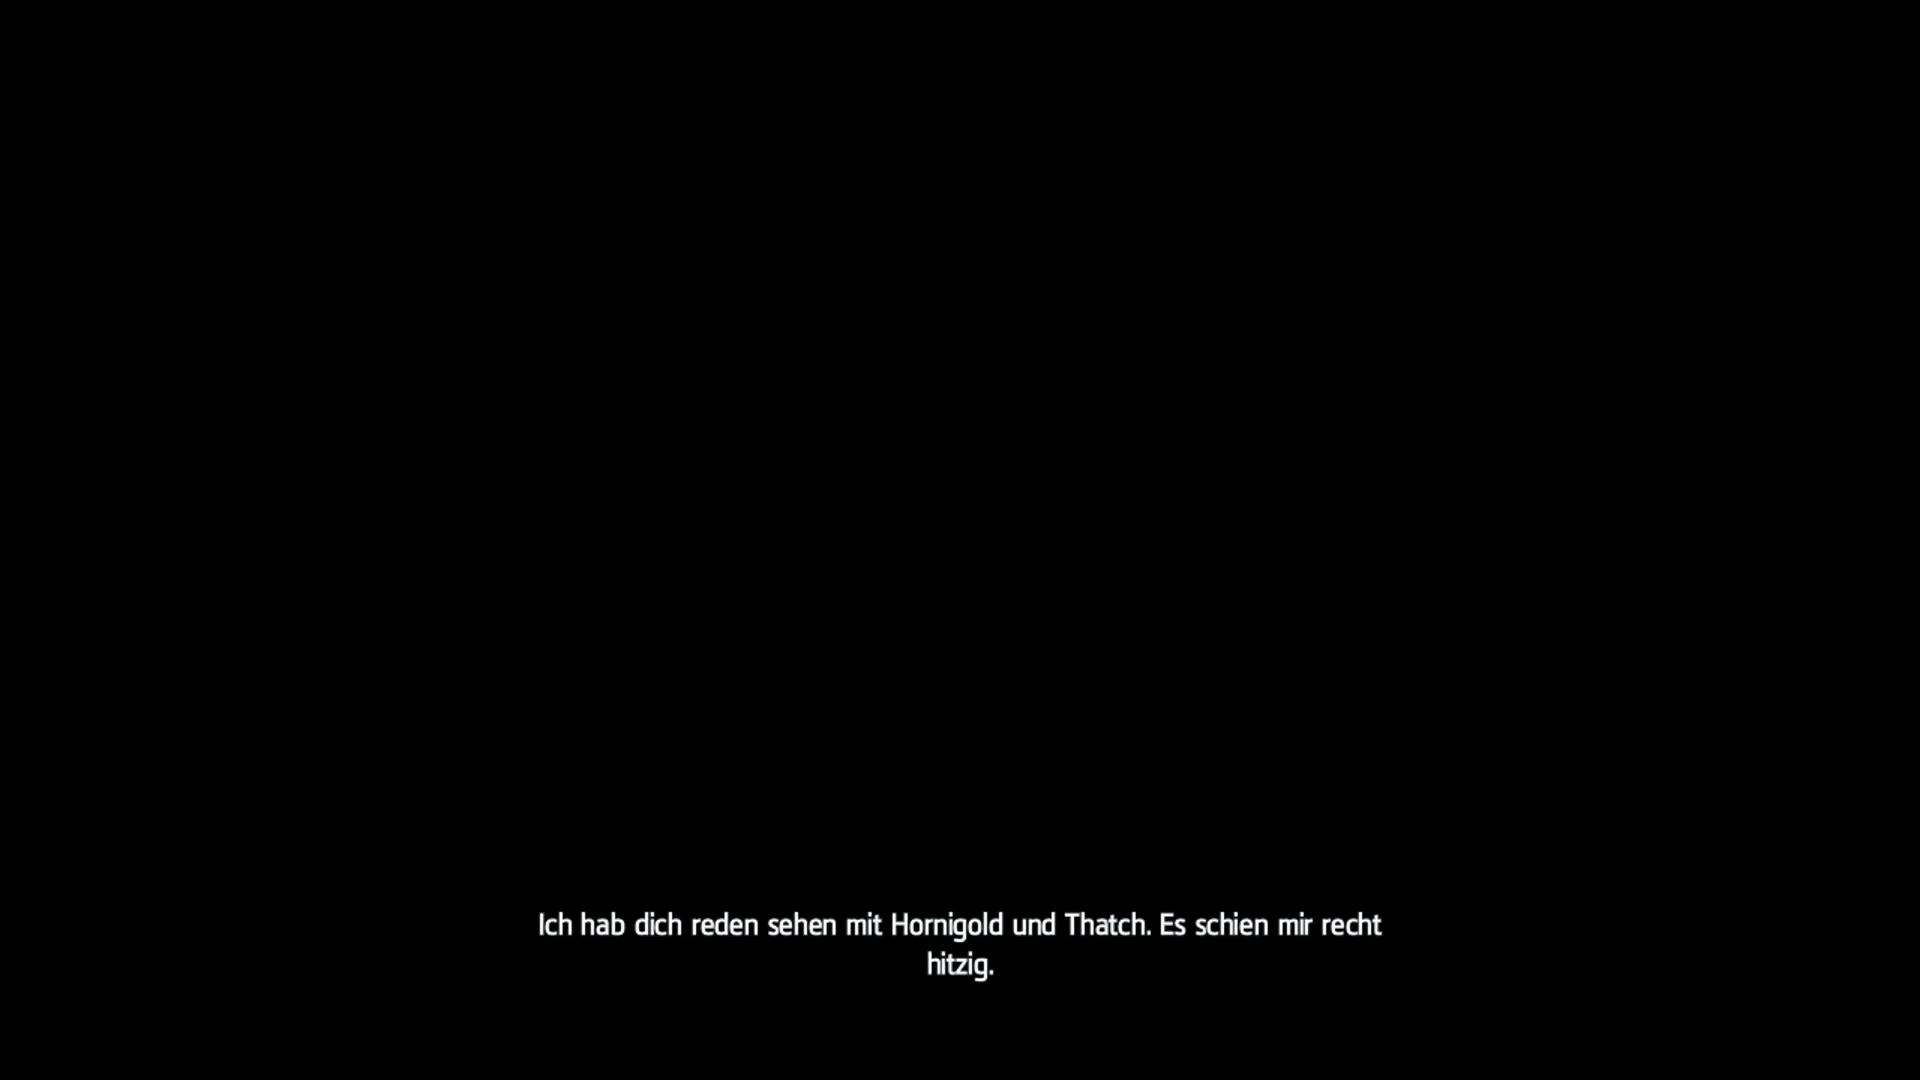 Ich hab dich reden sehen mit Hornigold und Thatch. Es schien mir recht
hitzig.